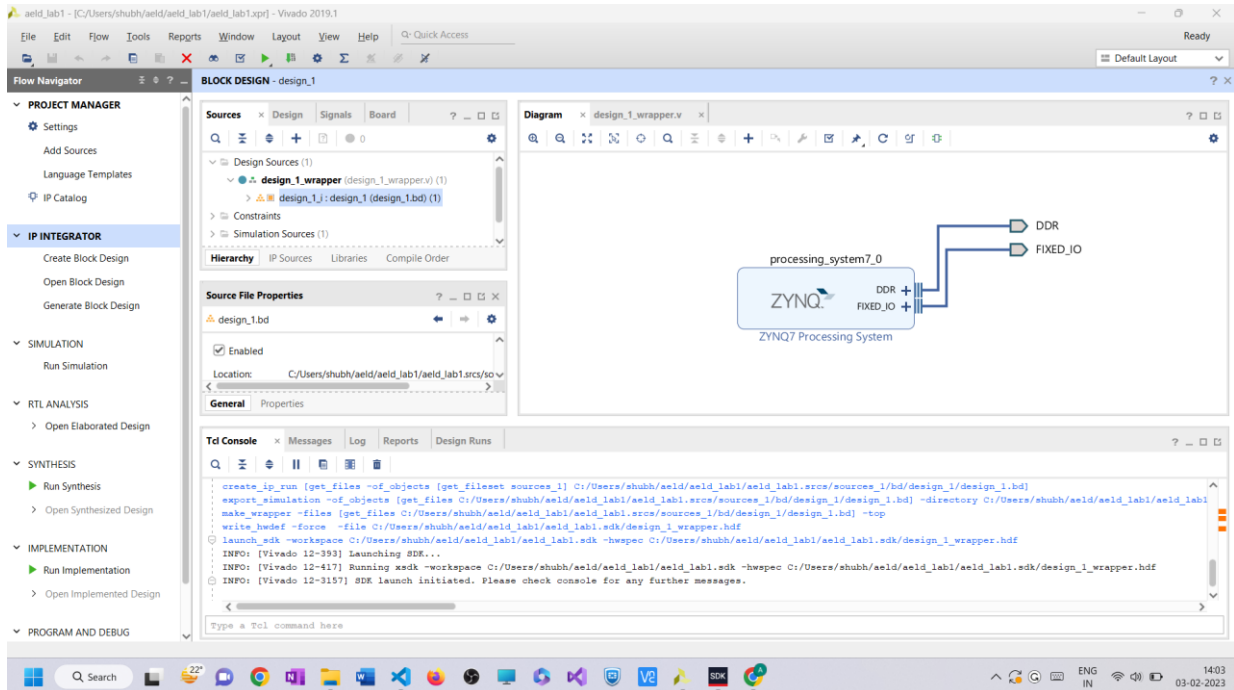 aeld_lab1 - [C:/Users/shubh/aeld/aeld_lab1/aeld_lab1.xpr] - Vivado 2019.1
File Edit Flow Tools Reports Window Layout View Help Q- Quick Access Ready
Default Layout
Flow Navigator
BLOCK DESIGN - design_1
PROJECT MANAGER
Settings
Add Sources
Language Templates
IP Catalog
IP INTEGRATOR
Create Block Design
Open Block Design
Generate Block Design
SIMULATION
Run Simulation
RTL ANALYSIS
Open Elaborated Design
SYNTHESIS
Run Synthesis
Open Synthesized Design
IMPLEMENTATION
Run Implementation
Open Implemented Design
PROGRAM AND DEBUG
Sources Design Signals Board
0
Design Sources (1)
design_1_wrapper (design_1_wrapper.v) (1)
design_1_i : design_1 (design_1.bd) (1)
Constraints
Simulation Sources (1)
Hierarchy IP Sources Libraries Compile Order
Source File Properties
design_1.bd
Enabled
Location: C:/Users/shubh/aeld/aeld_lab1/aeld_lab1.srcs/so
General Properties
Diagram design_1_wrapper.v
DDR
FIXED_IO
processing_system7_0
DDR
ZYNQ
FIXED_IO
ZYNQ7 Processing System
Tcl Console Messages Log Reports Design Runs
create_ip_run [get_files -of_objects [get_fileset sources_1] C:/Users/shubh/aeld/aeld_lab1/aeld_lab1.srcs/sources_1/bd/design_1/design_1.bd]
export_simulation -of_objects [get_files C:/Users/shubh/aeld/aeld_lab1/aeld_lab1.srcs/sources_1/bd/design_1/design_1.bd] -directory C:/Users/shubh/aeld/aeld_lab1/aeld_lab1
make_wrapper -files [get_files C:/Users/shubh/aeld/aeld_lab1/aeld_lab1.srcs/sources_1/bd/design_1/design_1.bd] -top
write_hwdef -force -file C:/Users/shubh/aeld/aeld_lab1/aeld_lab1.sdk/design_1_wrapper.hdf
launch_sdk -workspace C:/Users/shubh/aeld/aeld_lab1/aeld_lab1.sdk -hwspec C:/Users/shubh/aeld/aeld_lab1/aeld_lab1.sdk/design_1_wrapper.hdf
INFO: [Vivado 12-393] Launching SDK...
INFO: [Vivado 12-417] Running xsdk -workspace C:/Users/shubh/aeld/aeld_lab1/aeld_lab1.sdk -hwspec C:/Users/shubh/aeld/aeld_lab1/aeld_lab1.sdk/design_1_wrapper.hdf
INFO: [Vivado 12-3157] SDK launch initiated. Please check console for any further messages.
Type a Tcl command here
Search
22°
SDK
ENG
IN
14:03
03-02-2023